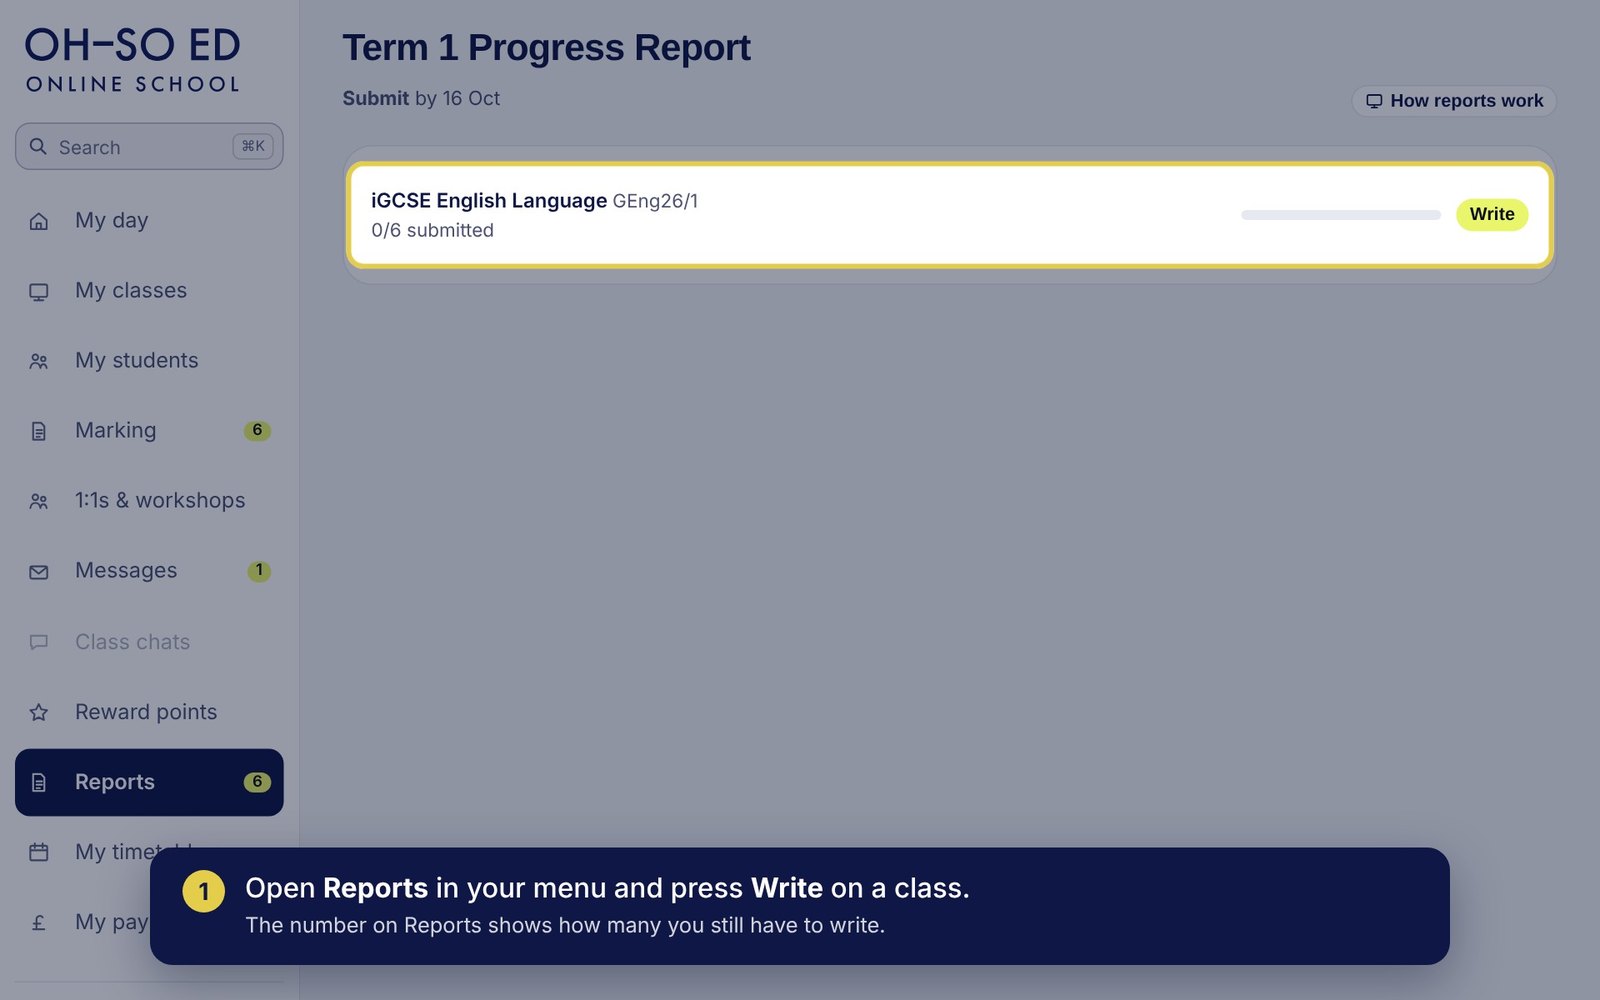 OH–SO ED
ONLINE SCHOOL
Search ⌘K
My day
My classes
My students
Marking 6
1:1s & workshops
Messages 1
Class chats
Reward points
Reports 6
My
My pay
Term 1 Progress Report
Submit by 16 Oct
How reports work
iGCSE English Language GEng26/1
0/6 submitted
Write
1
Open Reports in your menu and press Write on a class.
The number on Reports shows how many you still have to write.